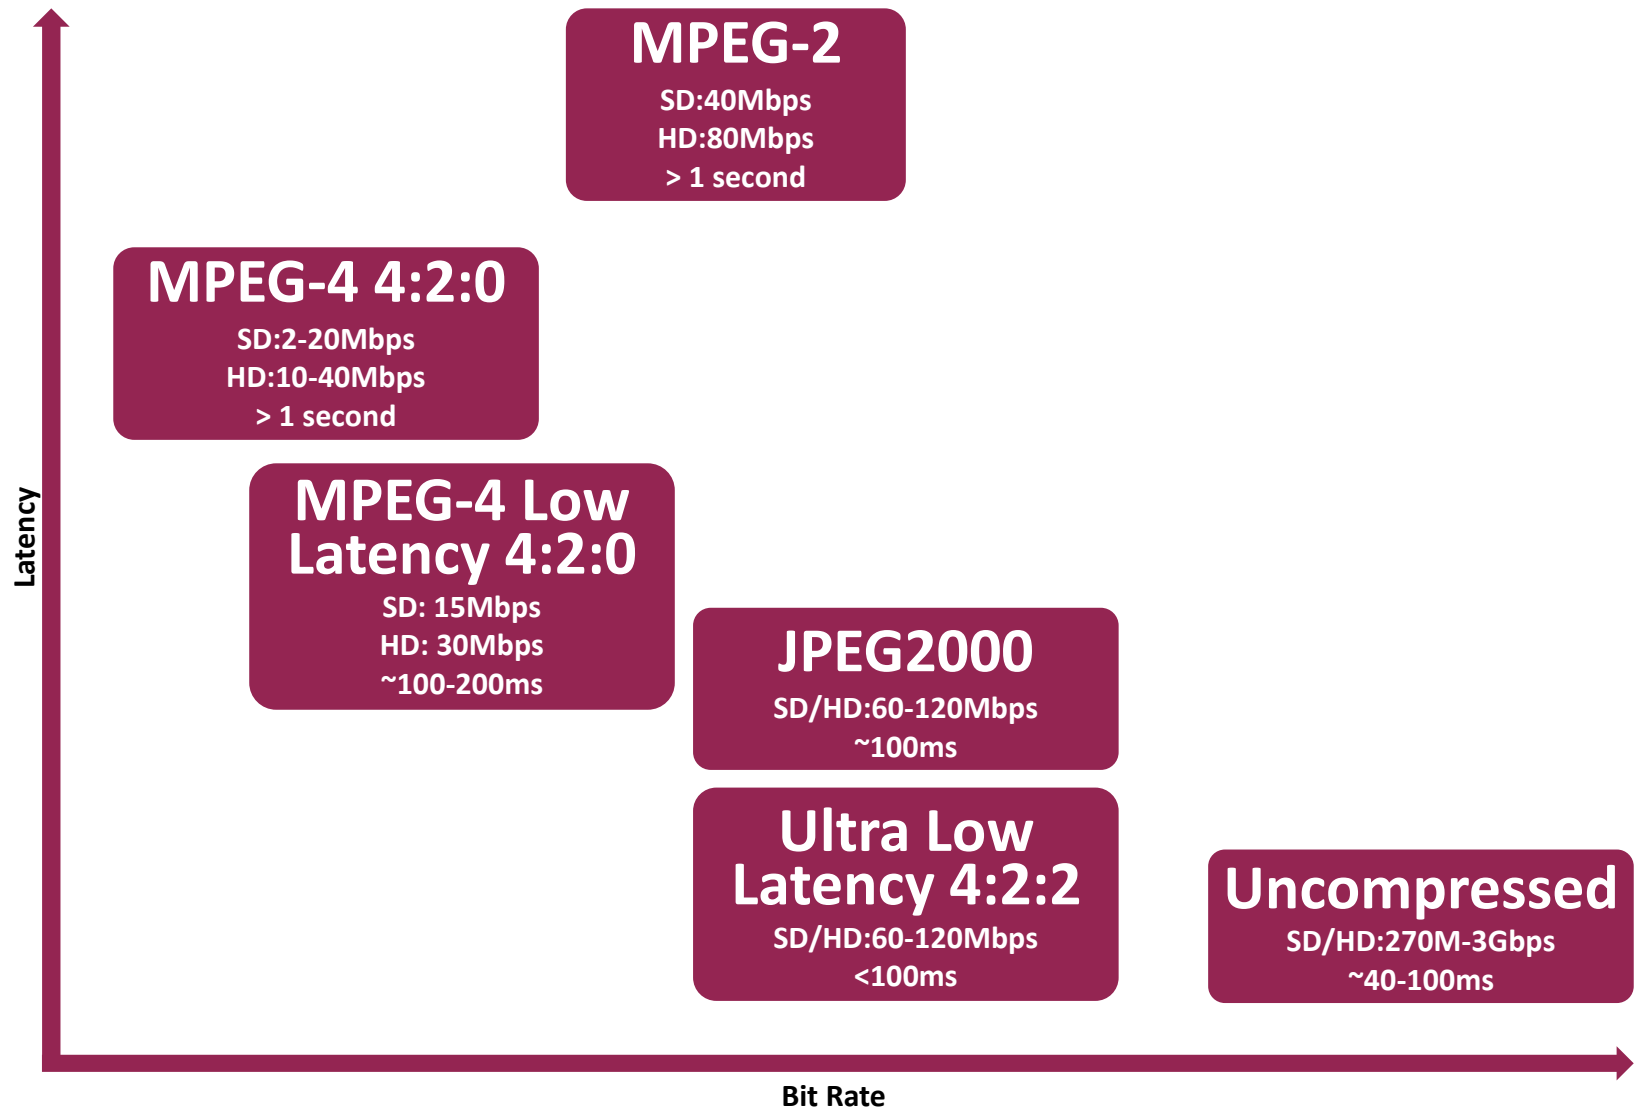 MPEG-2
SD:40Mbps
HD:80Mbps
> 1 second
MPEG-4 4:2:0
SD:2-20Mbps
HD:10-40Mbps
> 1 second
Latency
MPEG-4 Low
Latency 4:2:0
SD: 15Mbps
HD: 30Mbps
~100-200ms
JPEG2000
SD/HD:60-120Mbps
~100ms
Ultra Low
Latency 4:2:2
SD/HD:60-120Mbps
<100ms
Uncompressed
SD/HD:270M-3Gbps
~40-100ms
Bit Rate